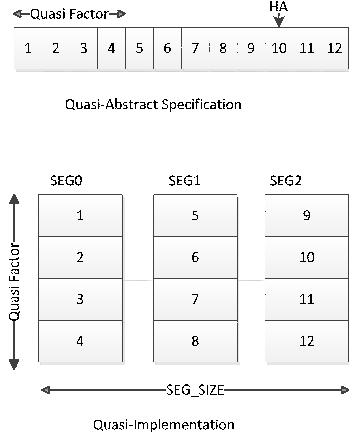 Quasi Factor HA
1 2 3 4 5 6 7 8 9 10 11 12
Quasi-Abstract Specification
SEG0 SEG1 SEG2
Quasi Factor
1 5 9
2 6 10
3 7 11
4 8 12
SEG_SIZE
Quasi-Implementation